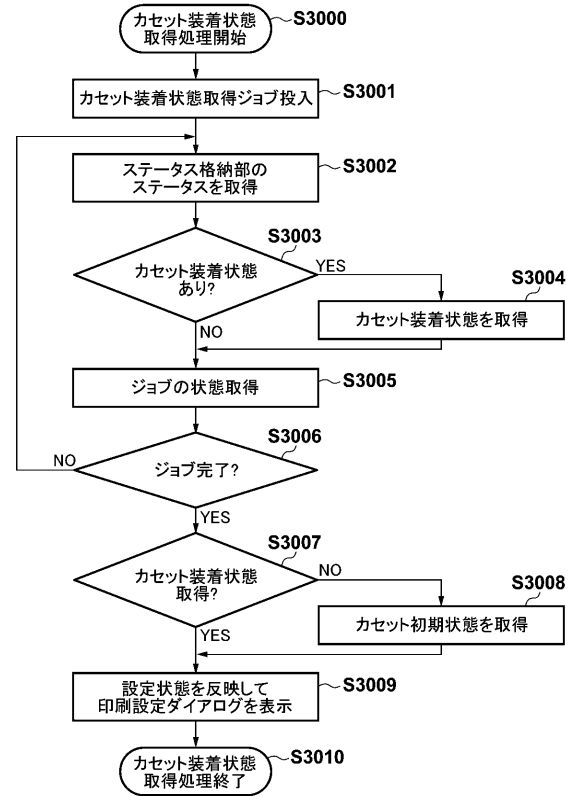 カセット装着状態
取得処理開始
S3000
カセット装着状態取得ジョブ投入
S3001
ステータス格納部の
ステータスを取得
S3002
カセット装着状態
あり?
S3003
YES
NO
カセット装着状態を取得
S3004
ジョブの状態取得
S3005
ジョブ完了?
S3006
NO
YES
カセット装着状態
取得?
S3007
NO
YES
カセット初期状態を取得
S3008
設定状態を反映して
印刷設定ダイアログを表示
S3009
カセット装着状態
取得処理終了
S3010